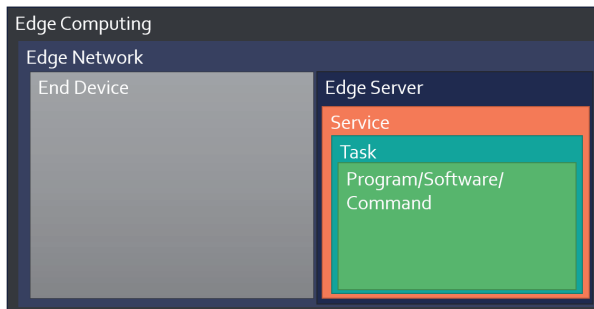 Edge Computing
Edge Network
End Device
Edge Server
Service
Task
Program/Software/
Command